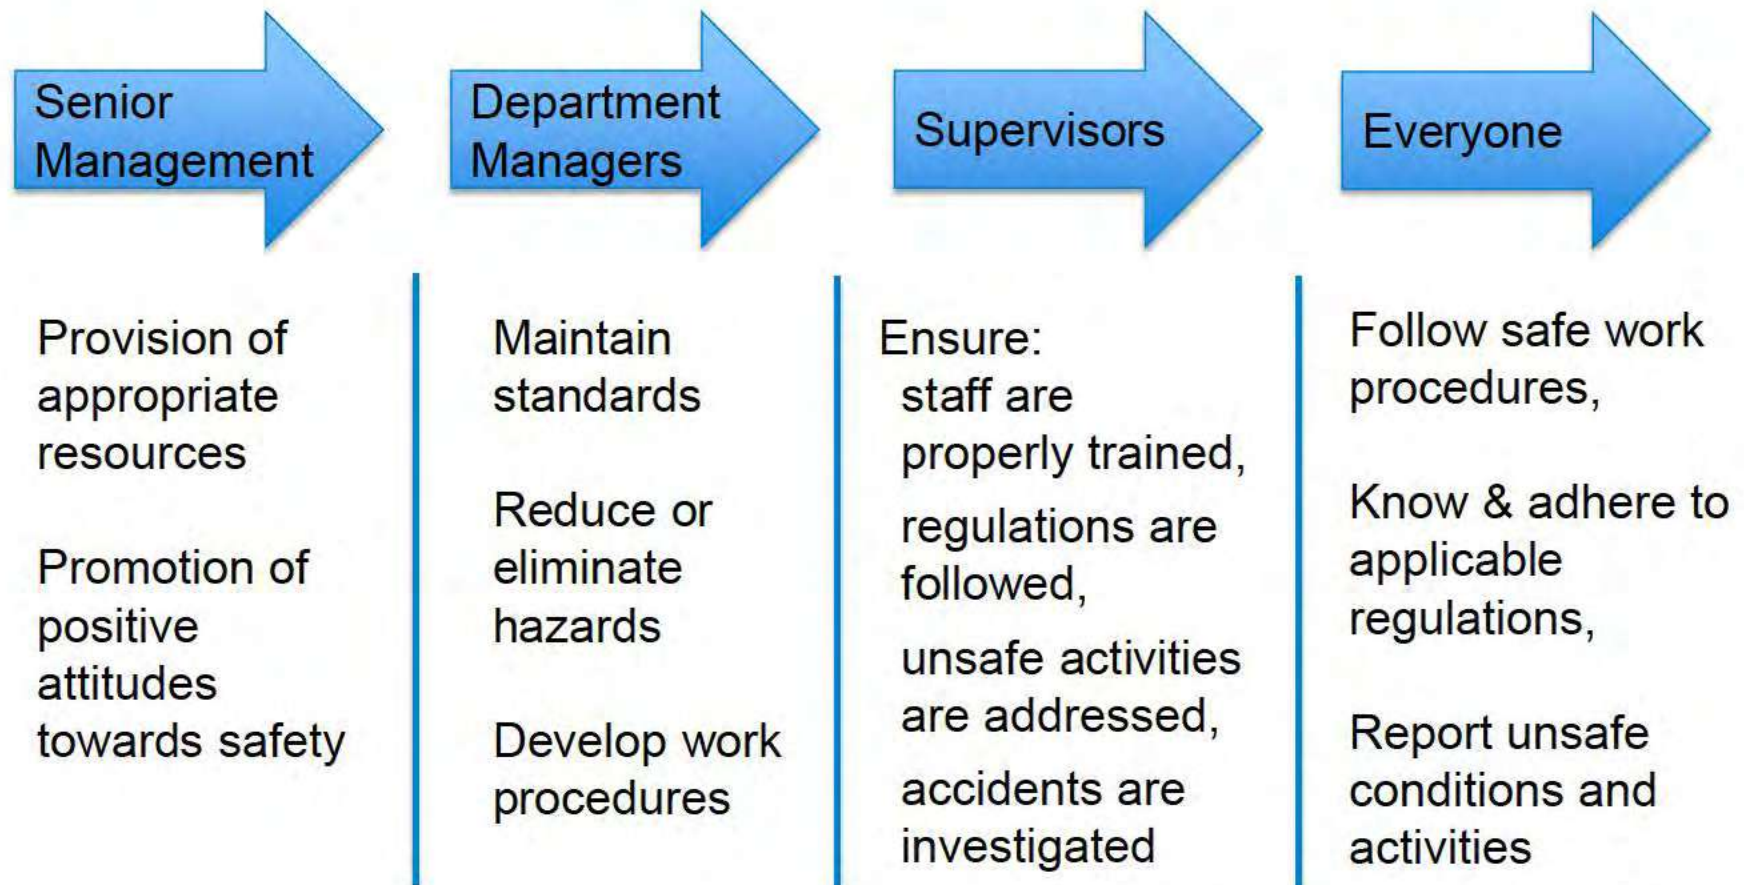 Senior
Management
Department
Managers
Supervisors
Everyone
Provision of
appropriate
resources
Promotion of
positive
attitudes
towards safety
Maintain
standards
Reduce or
eliminate
hazards
Develop work
procedures
Ensure:
staff are
properly trained,
regulations are
followed,
unsafe activities
are addressed,
accidents are
investigated
Follow safe work
procedures,
Know & adhere to
applicable
regulations,
Report unsafe
conditions and
activities